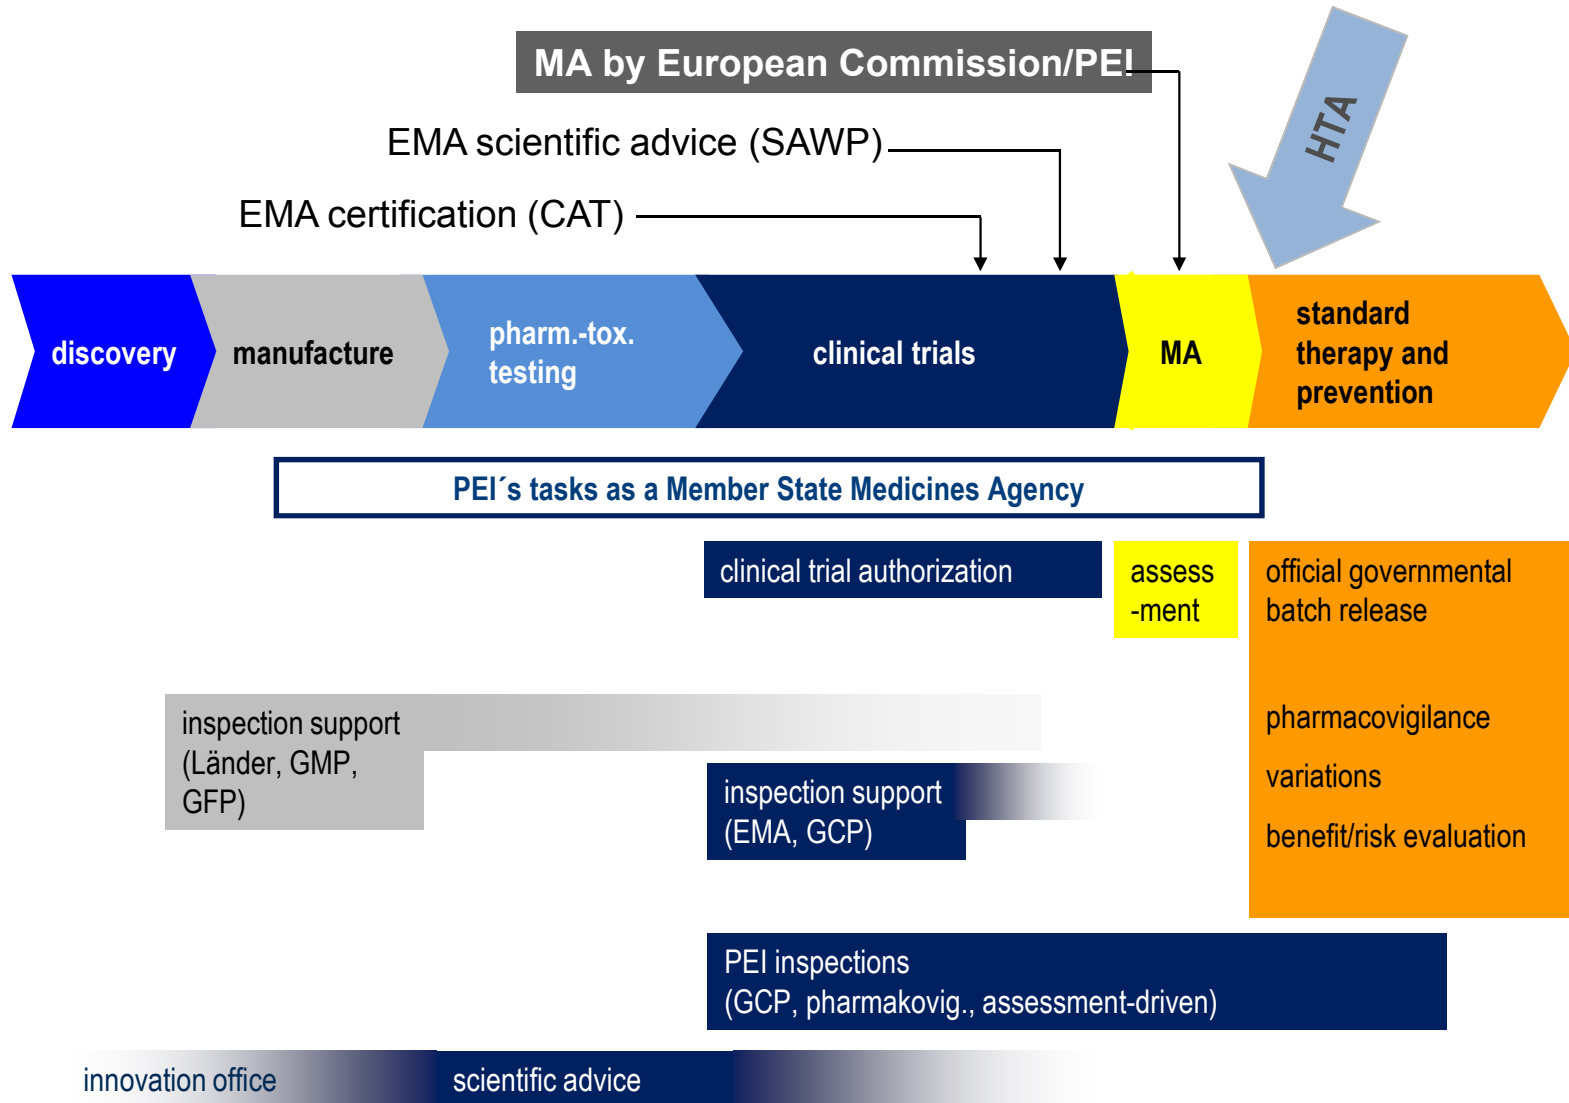 MA by European Commission/PEI
HTA
EMA scientific advice (SAWP)
EMA certification (CAT)
discovery
manufacture
pharm.-tox.
testing
clinical trials
MA
standard
therapy and
prevention
PEI´s tasks as a Member State Medicines Agency
clinical trial authorization
assess
-ment
official governmental
batch release
inspection support
(Länder, GMP,
GFP)
pharmacovigilance
variations
benefit/risk evaluation
inspection support
(EMA, GCP)
PEI inspections
(GCP, pharmakovig., assessment-driven)
innovation office
scientific advice